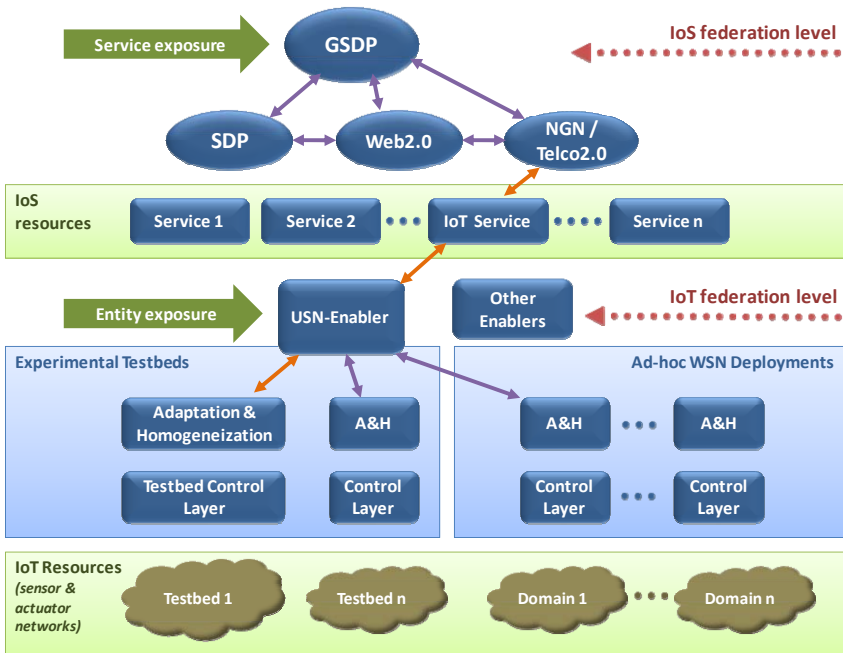 Service exposure
GSDP
IoS federation level
SDP
Web2.0
NGN /
Telco2.0
IoS
resources
Service 1
Service 2
IoT Service
Service n
Entity exposure
USN-Enabler
Other
Enablers
IoT federation level
Experimental Testbeds
Ad-hoc WSN Deployments
Adaptation &
Homogeneization
A&H
A&H
A&H
Testbed Control
Layer
Control
Layer
Control
Layer
Control
Layer
IoT Resources
(sensor &
actuator
networks)
Testbed 1
Testbed n
Domain 1
Domain n